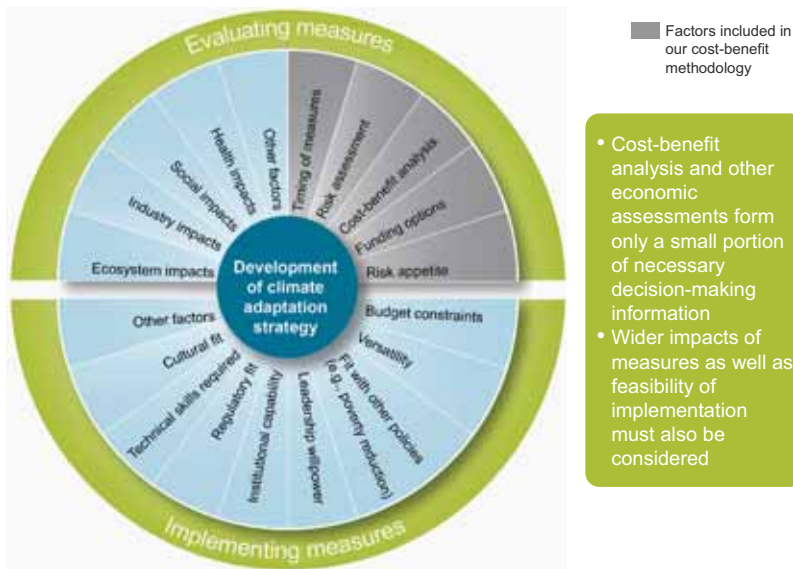 Evaluating measures
Ecosystem impacts
Industry impacts
Social impacts
Health impacts
Other factors
Timing of measures
Risk assessment
Cost-benefit analysis
Funding options
Risk appetite
Development
of climate
adaptation
strategy
Budget constraints
Versatility
Fit with other policies
(e.g., poverty reduction)
Leadership willpower
Institutional capability
Regulatory fit
Technical skills required
Cultural fit
Other factors
Implementing measures
Factors included in
our cost-benefit
methodology
• Cost-benefit
analysis and other
economic
assessments form
only a small portion
of necessary
decision-making
information
• Wider impacts of
measures as well as
feasibility of
implementation
must also be
considered